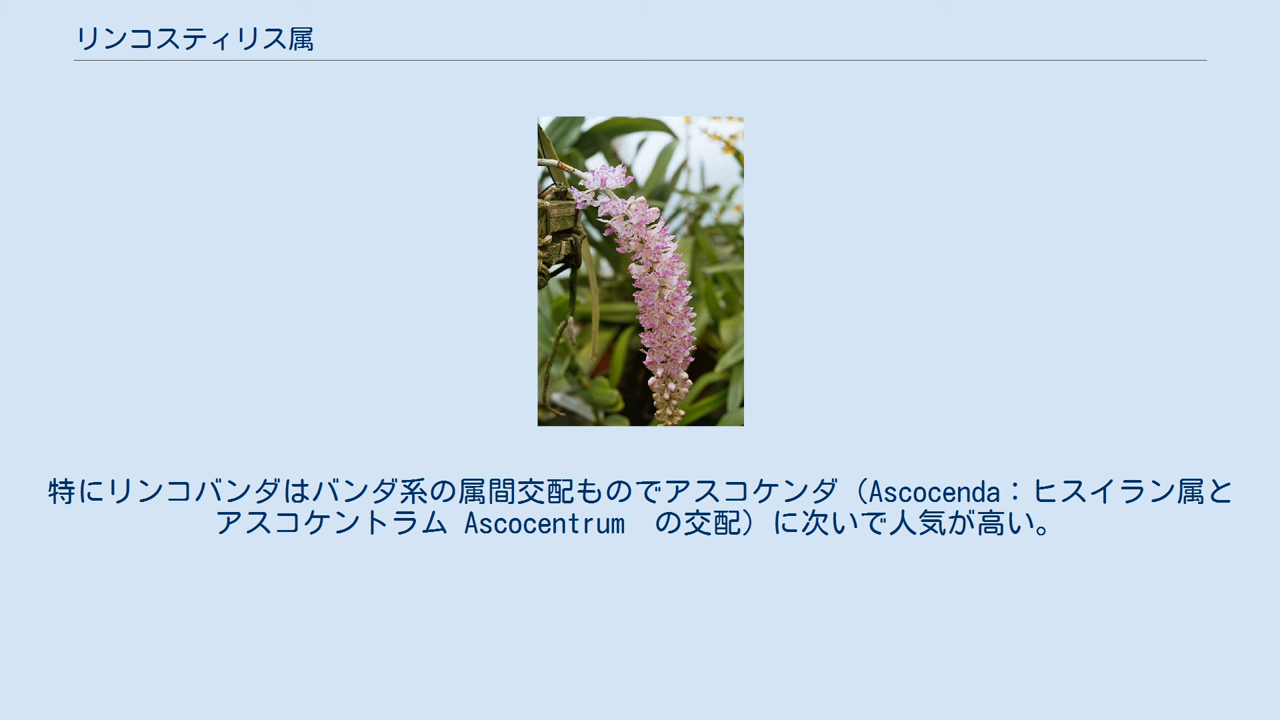 リンコスティリス属
特にリンコバンダはバンダ系の属間交配ものでアスコケンダ（Ascocenda：ヒスイラン属と
アスコケントラム Ascocentrum　の交配）に次いで人気が高い。